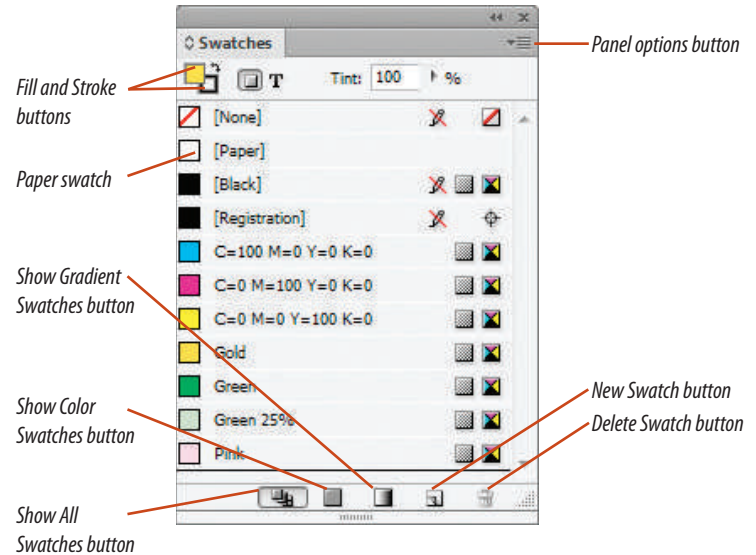 Swatches
Panel options button
T Tint: 100 %
Fill and Stroke
buttons
[None]
[Paper]
Paper swatch
[Black]
[Registration]
C=100 M=0 Y=0 K=0
Show Gradient
Swatches button
C=0 M=100 Y=0 K=0
C=0 M=0 Y=100 K=0
Gold
Green
New Swatch button
Show Color
Swatches button
Green 25%
Delete Swatch button
Pink
Show All
Swatches button